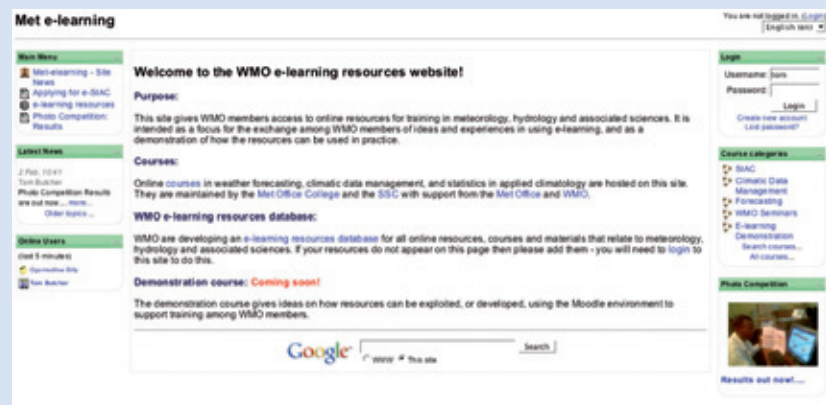 Met e-learning
You are not logged in. (Login)
English (en)
Main Menu
Met-elearning - Site
News
Applying for e-SIAC
e-learning resources
Photo Competition:
Results
Latest News
2 Feb, 10:41
Tom Butcher
Photo Competition Results
are out now ... more...
Older topics ...
Online Users
(last 5 minutes)
Tom Butcher
Welcome to the WMO e-learning resources website!
Purpose:
This site gives WMO members access to online resources for training in meteorology, hydrology and associated sciences. It is
intended as a focus for the exchange among WMO members of ideas and experiences in using e-learning, and as a
demonstration of how the resources can be used in practice.
Courses:
Online courses in weather forecasting, climatic data management, and statistics in applied climatology are hosted on this site.
They are maintained by the Met Office College and the SSC with support from the Met Office and WMO.
WMO e-learning resources database:
WMO are developing an e-learning resources database for all online resources, courses and materials that relate to meteorology,
hydrology and associated sciences. If your resources do not appear on this page then please add them - you will need to login to
this site to do this.
Demonstration course: Coming soon!
The demonstration course gives ideas on how resources can be exploited, or developed, using the Moodle environment to
support training among WMO members.
Google
Search
WWW This site
Login
Username: tom
Password:
Login
Create new account
Lost password?
Course categories
SIAC
Climatic Data
Management
Forecasting
WMO Seminars
E-learning
Demonstration
Search courses...
All courses...
Photo Competition
Results out now!....